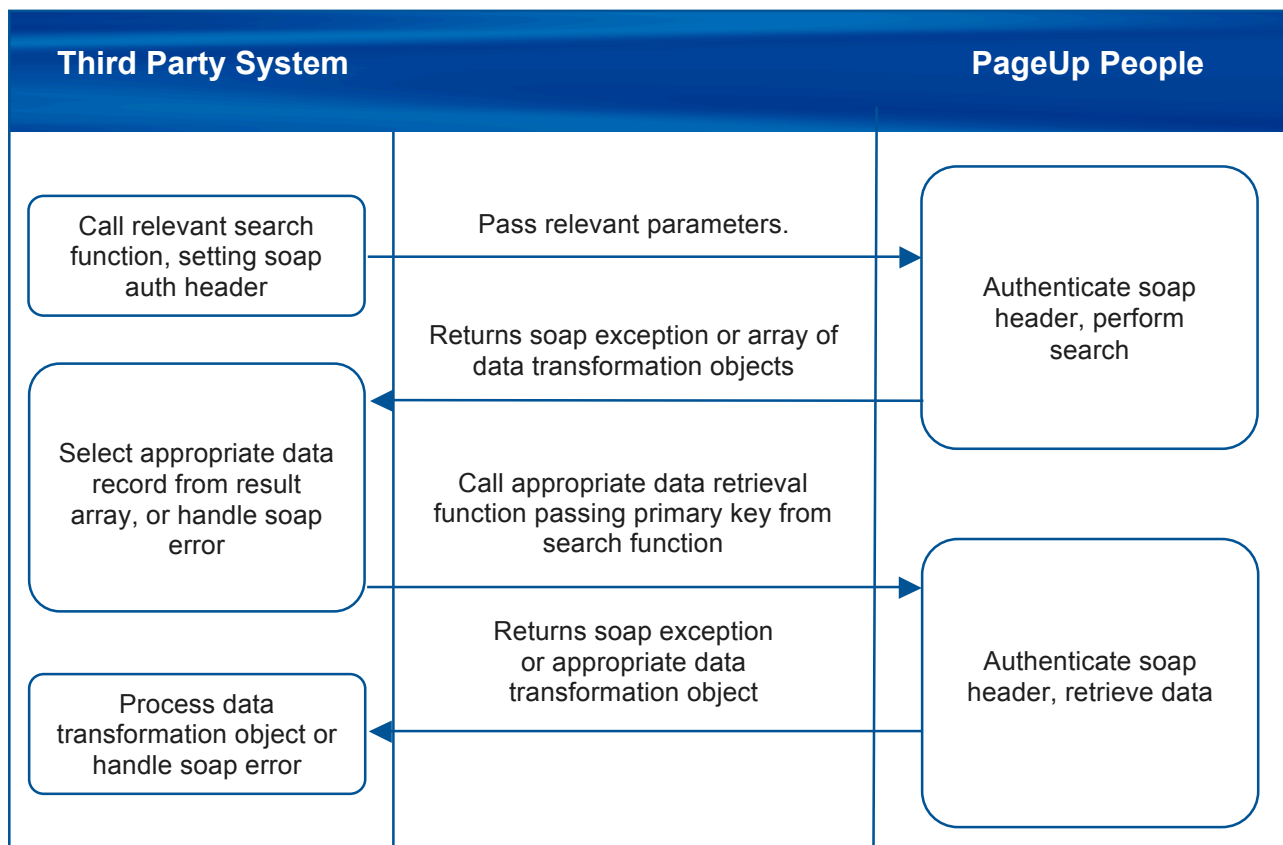 Third Party System
PageUp People
Call relevant search
function, setting soap
auth header
Pass relevant parameters.
Authenticate soap
header, perform
search
Returns soap exception or array of
data transformation objects
Select appropriate data
record from result
array, or handle soap
error
Call appropriate data retrieval
function passing primary key from
search function
Authenticate soap
header, retrieve data
Returns soap exception
or appropriate data
transformation object
Process data
transformation object or
handle soap error